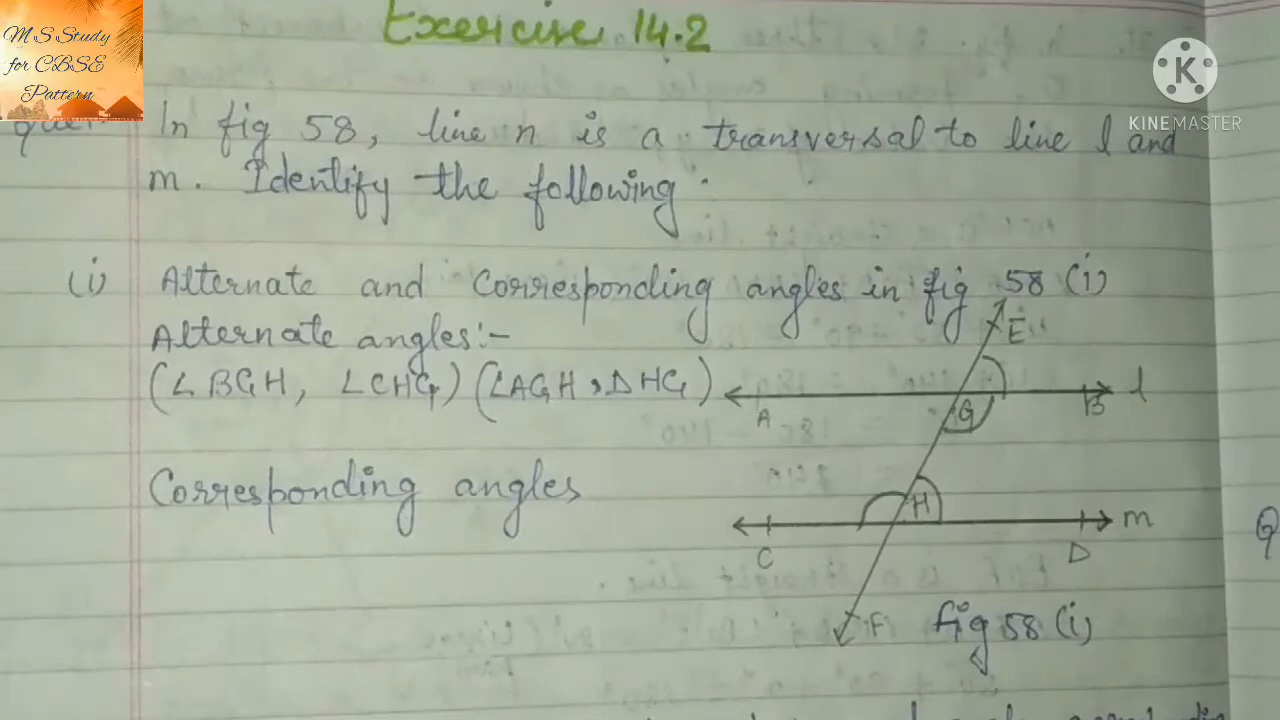 M.S Study
for CBSE
Pattern
Exercise 14.2
K
KINEMASTER
In fig 58, line n is a transversal to line l and
m. Identify the following:
(i) Alternate and Corresponding angles in fig 58 (i)
Alternate angles:-
(∠BGH, ∠CHG) (∠AGH, DHG)
Corresponding angles
E
A G B l
H
C D m
F
fig 58 (i)
Q